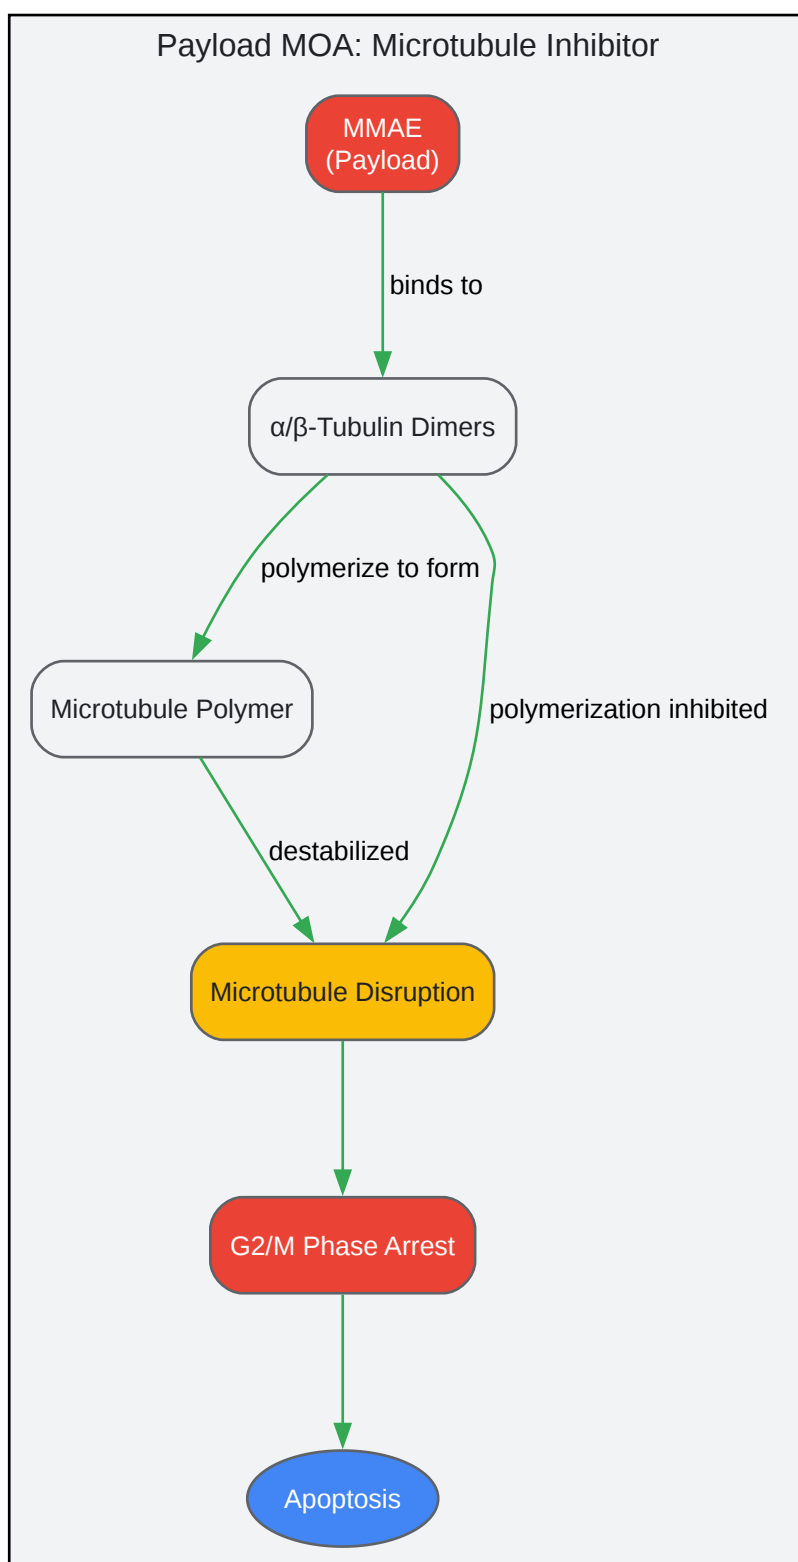 Payload MOA: Microtubule Inhibitor
MMAE
(Payload)
binds to
α/β-Tubulin Dimers
polymerize to form
Microtubule Polymer
polymerization inhibited
destabilized
Microtubule Disruption
G2/M Phase Arrest
Apoptosis